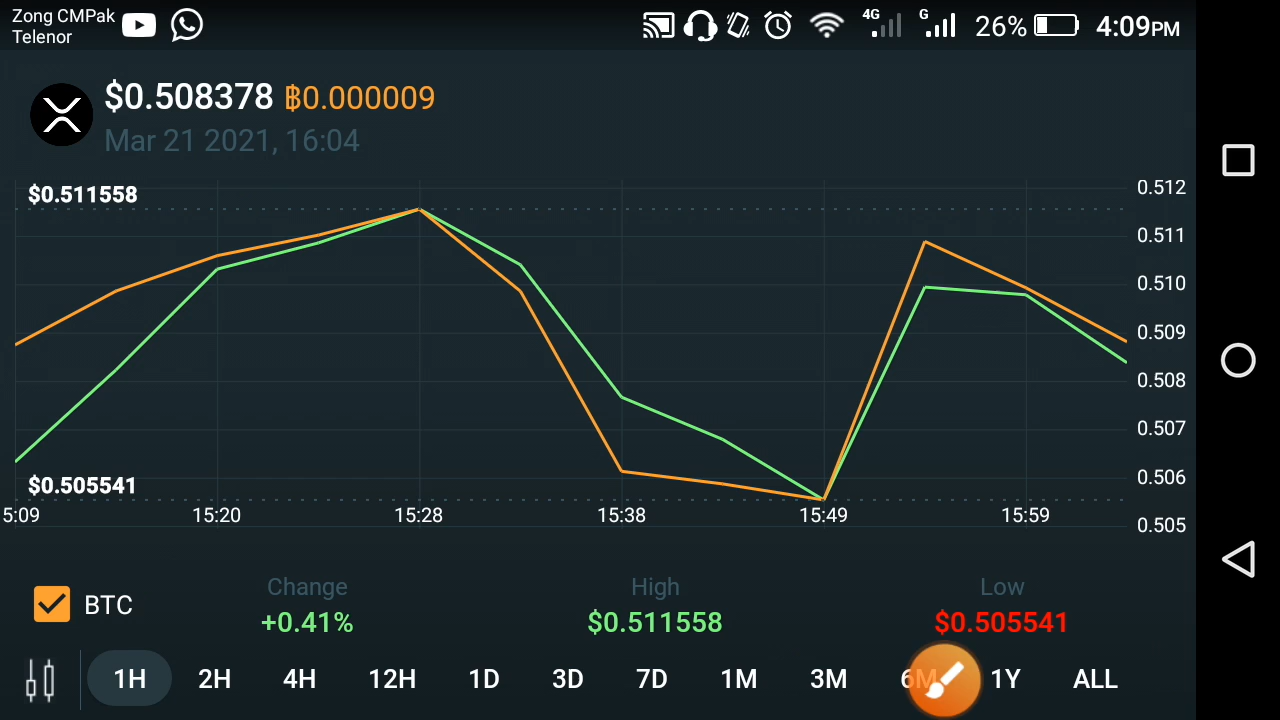 Zong CMPak
Telenor
4G G 26% 4:09PM
$0.508378 ฿0.000009
Mar 21 2021, 16:04
$0.511558
0.512
0.511
0.510
0.509
0.508
0.507
0.506
$0.505541
5:09 15:20 15:28 15:38 15:49 15:59
0.505
BTC
Change High Low
+0.41% $0.511558 $0.505541
1H 2H 4H 12H 1D 3D 7D 1M 3M 6M 1Y ALL